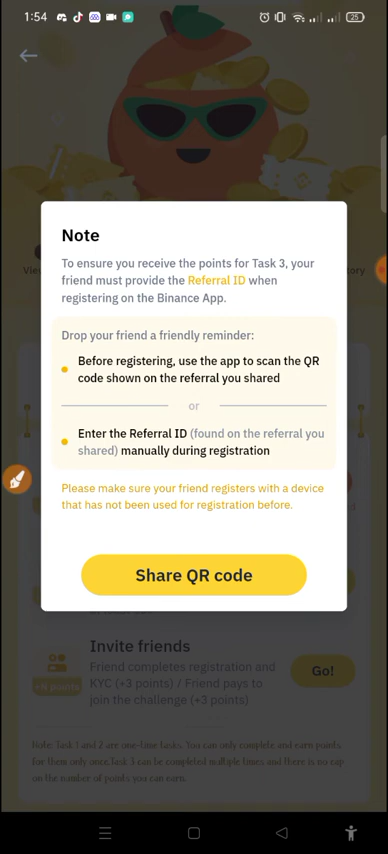 1:54
25
Note
To ensure you receive the points for Task 3, your
friend must provide the Referral ID when
registering on the Binance App.
Drop your friend a friendly reminder:
Before registering, use the app to scan the QR
code shown on the referral you shared
or
Enter the Referral ID (found on the referral you
shared) manually during registration
Please make sure your friend registers with a device
that has not been used for registration before.
Share QR code
Invite friends
Friend completes registration and
KYC (+3 points) / Friend pays to
join the challenge (+3 points)
Go!
points
Note: Task 1 and 2 are one-time tasks. You can only complete and earn points
for them only once.Task 3 can be completed multiple times and there is no cap
on the number of points you can earn.